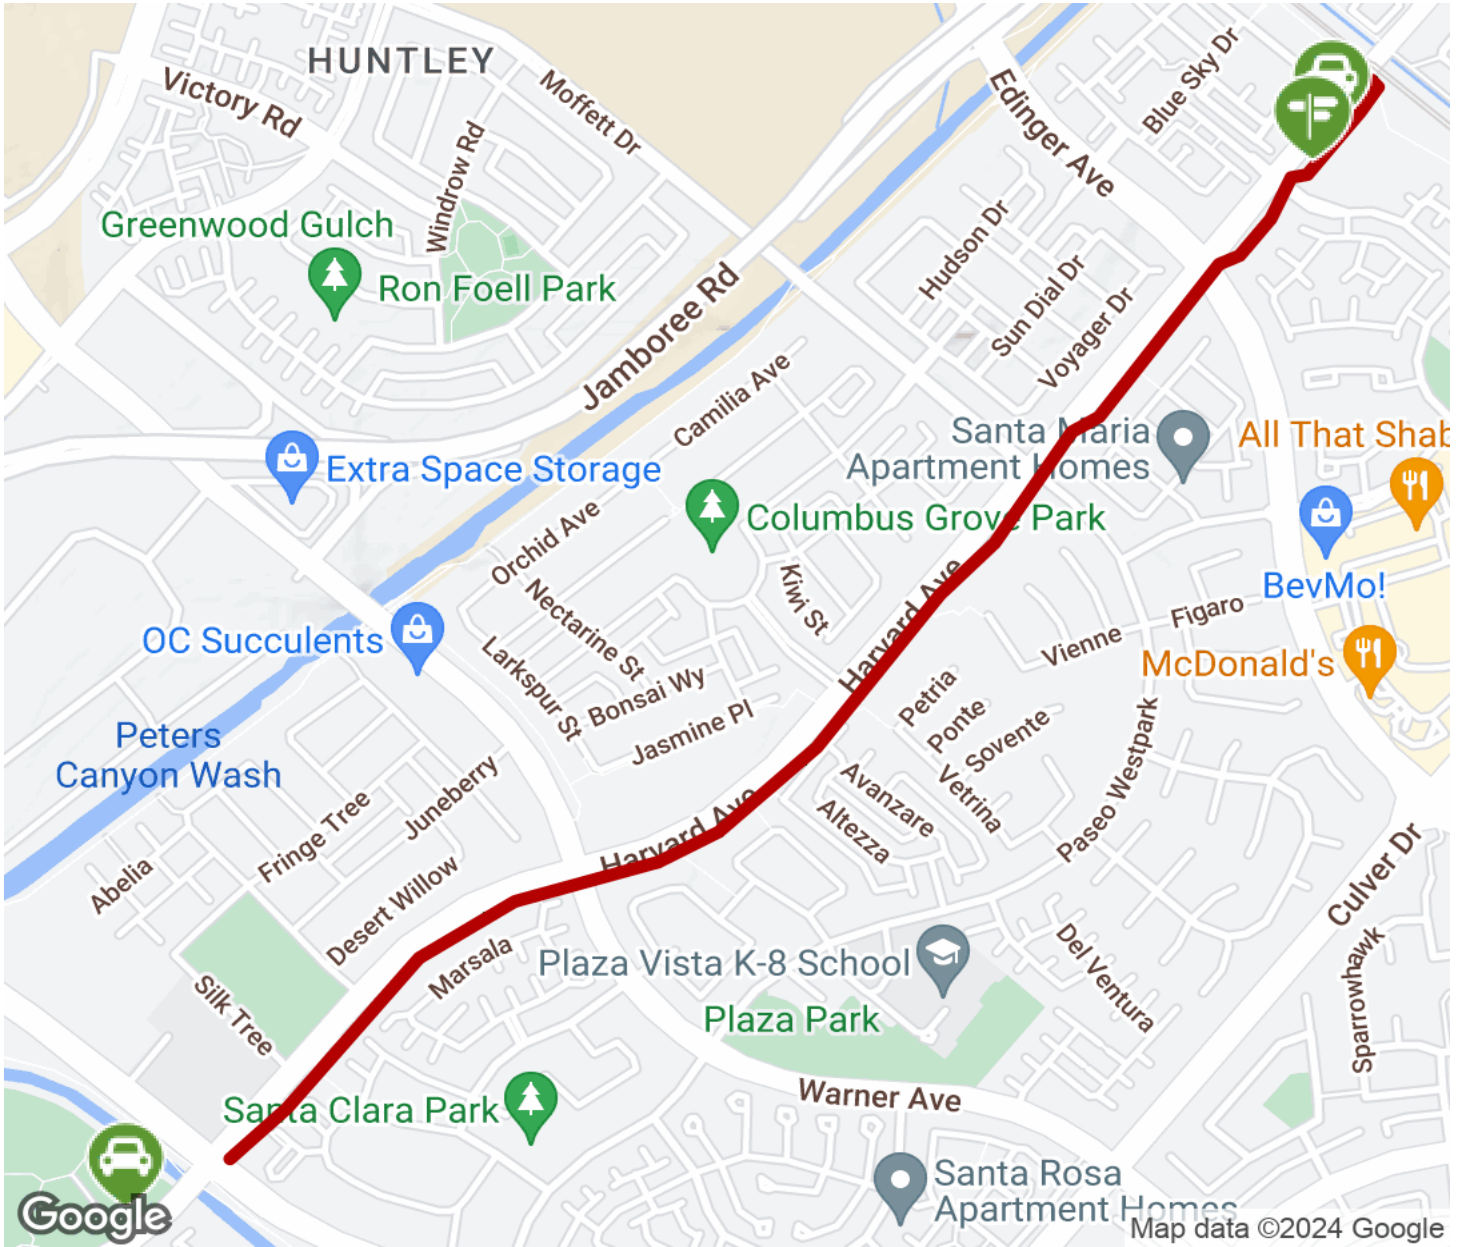 HUNTLEY
Victory Rd
Moffett Dr
Windrow Rd
Edinger Ave
Blue Sky Dr
Greenwood Gulch
Ron Foell Park
Jamboree Rd
Hudson Dr
Sun Dial Dr
Voyager Dr
Camilia Ave
Santa Maria
Apartment Homes
All That Shab
Extra Space Storage
Columbus Grove Park
Orchid Ave
Kiwi St
Harvard Ave
BevMo!
Nectarine St
Figaro
Vienne
McDonald's
OC Succulents
Larkspur St
Bonsai Wy
Jasmine Pl
Petria
Ponte
Sovente
Vetrina
Paseo Westpark
Peters
Canyon Wash
Juneberry
Fringe Tree
Avanzare
Altezza
Harvard Ave
Abelia
Desert Willow
Marsala
Culver Dr
Sparrowhawk
Del Ventura
Plaza Vista K-8 School
Plaza Park
Silk Tree
Warner Ave
Santa Clara Park
Santa Rosa
Apartment Homes
Google
Map data ©2024 Google